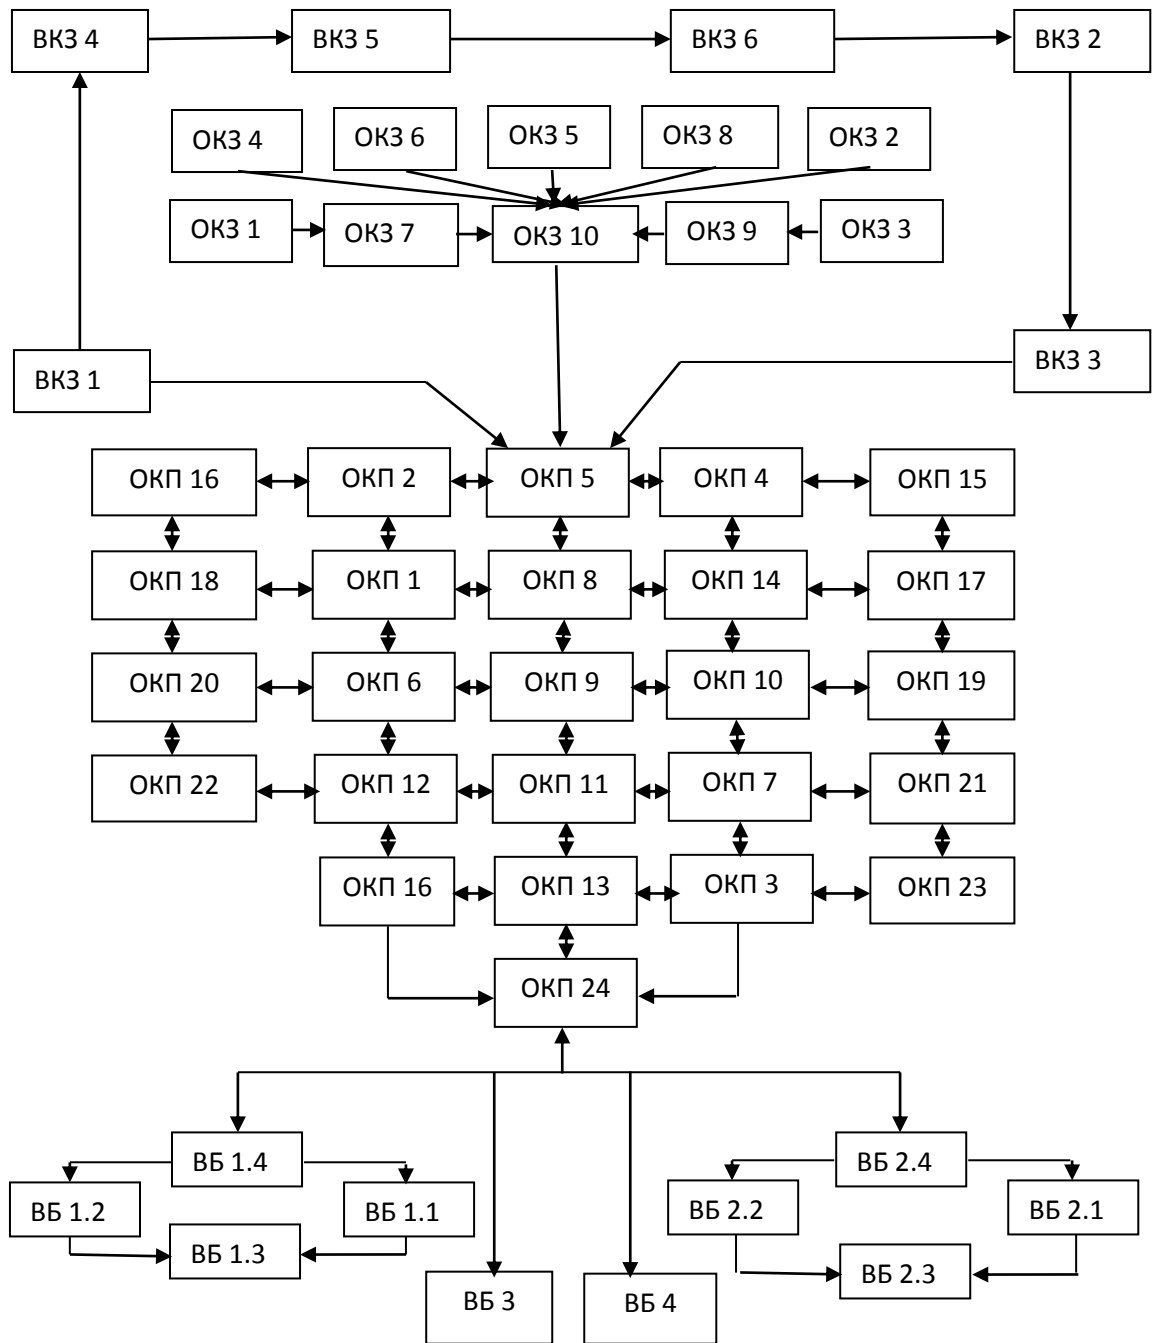 ВКЗ 4
ВКЗ 5
ВКЗ 6
ВКЗ 2
ОКЗ 4
ОКЗ 6
ОКЗ 5
ОКЗ 8
ОКЗ 2
ОКЗ 1
ОКЗ 7
ОКЗ 10
ОКЗ 9
ОКЗ 3
ВКЗ 1
ВКЗ 3
ОКП 16
ОКП 2
ОКП 5
ОКП 4
ОКП 15
ОКП 18
ОКП 1
ОКП 8
ОКП 14
ОКП 17
ОКП 20
ОКП 6
ОКП 9
ОКП 10
ОКП 19
ОКП 22
ОКП 12
ОКП 11
ОКП 7
ОКП 21
ОКП 16
ОКП 13
ОКП 3
ОКП 23
ОКП 24
ВБ 1.4
ВБ 2.4
ВБ 1.2
ВБ 1.1
ВБ 2.2
ВБ 2.1
ВБ 1.3
ВБ 2.3
ВБ 3
ВБ 4